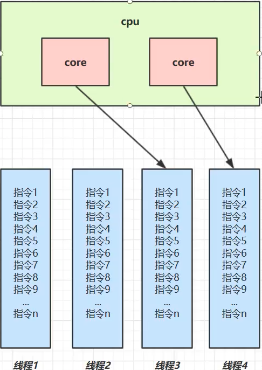 cpu
core core
指令1 指令1 指令1 指令1
指令2 指令2 指令2 指令2
指令3 指令3 指令3 指令3
指令4 指令4 指令4 指令4
指令5 指令5 指令5 指令5
指令6 指令6 指令6 指令6
指令7 指令7 指令7 指令7
指令8 指令8 指令8 指令8
指令9 指令9 指令9 指令9
... ... ... ...
指令n 指令n 指令n 指令n
线程1 线程2 线程3 线程4